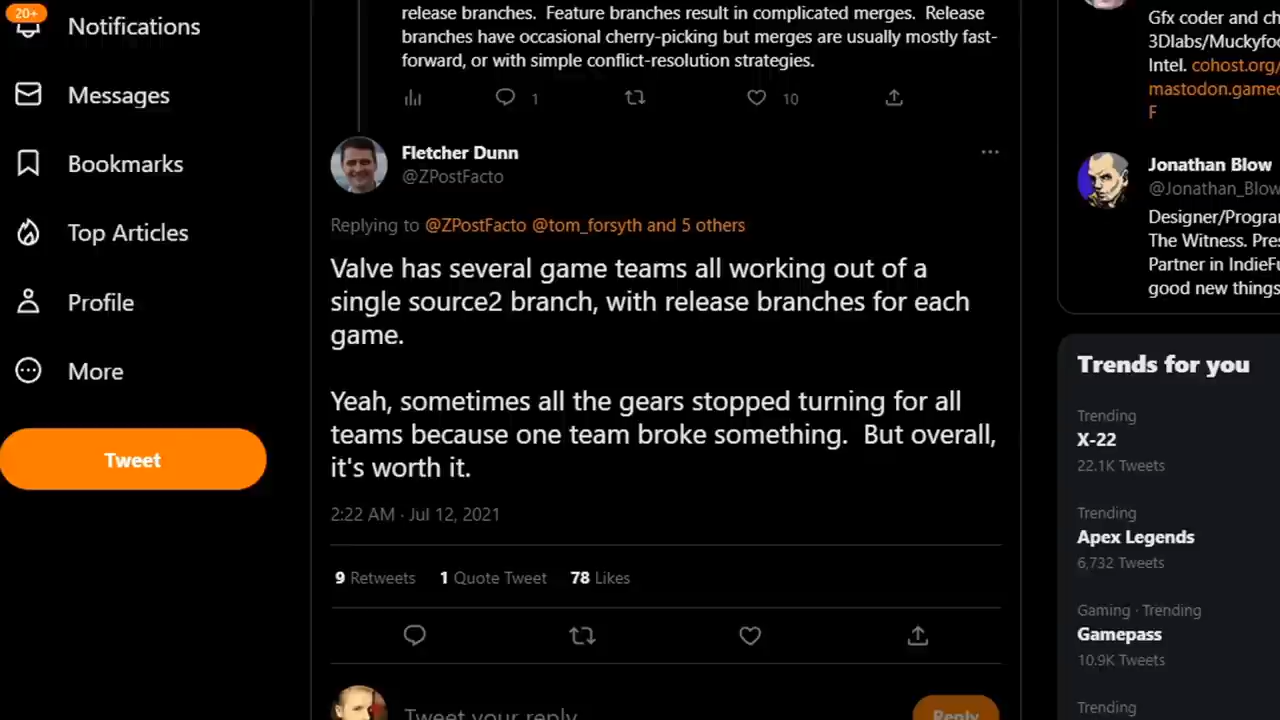 20+
Notifications
Messages
Bookmarks
Top Articles
Profile
More
Tweet
release branches.  Feature branches result in complicated merges.  Release
branches have occasional cherry-picking but merges are usually mostly fast-
forward, or with simple conflict-resolution strategies.
1
10
Fletcher Dunn
@ZPostFacto
Replying to @ZPostFacto @tom_forsyth and 5 others
Valve has several game teams all working out of a
single source2 branch, with release branches for each
game.
Yeah, sometimes all the gears stopped turning for all
teams because one team broke something.  But overall,
it's worth it.
2:22 AM · Jul 12, 2021
9 Retweets 1 Quote Tweet 78 Likes
Tweet your reply
Reply
Gfx coder and ch
3Dlabs/Muckyfoo
Intel. cohost.org/
mastodon.gamed
F
Jonathan Blow
@Jonathan_Blow
Designer/Program
The Witness. Pres
Partner in IndieFu
good new things
Trends for you
Trending
X-22
22.1K Tweets
Trending
Apex Legends
6,732 Tweets
Gaming · Trending
Gamepass
10.9K Tweets
Trending